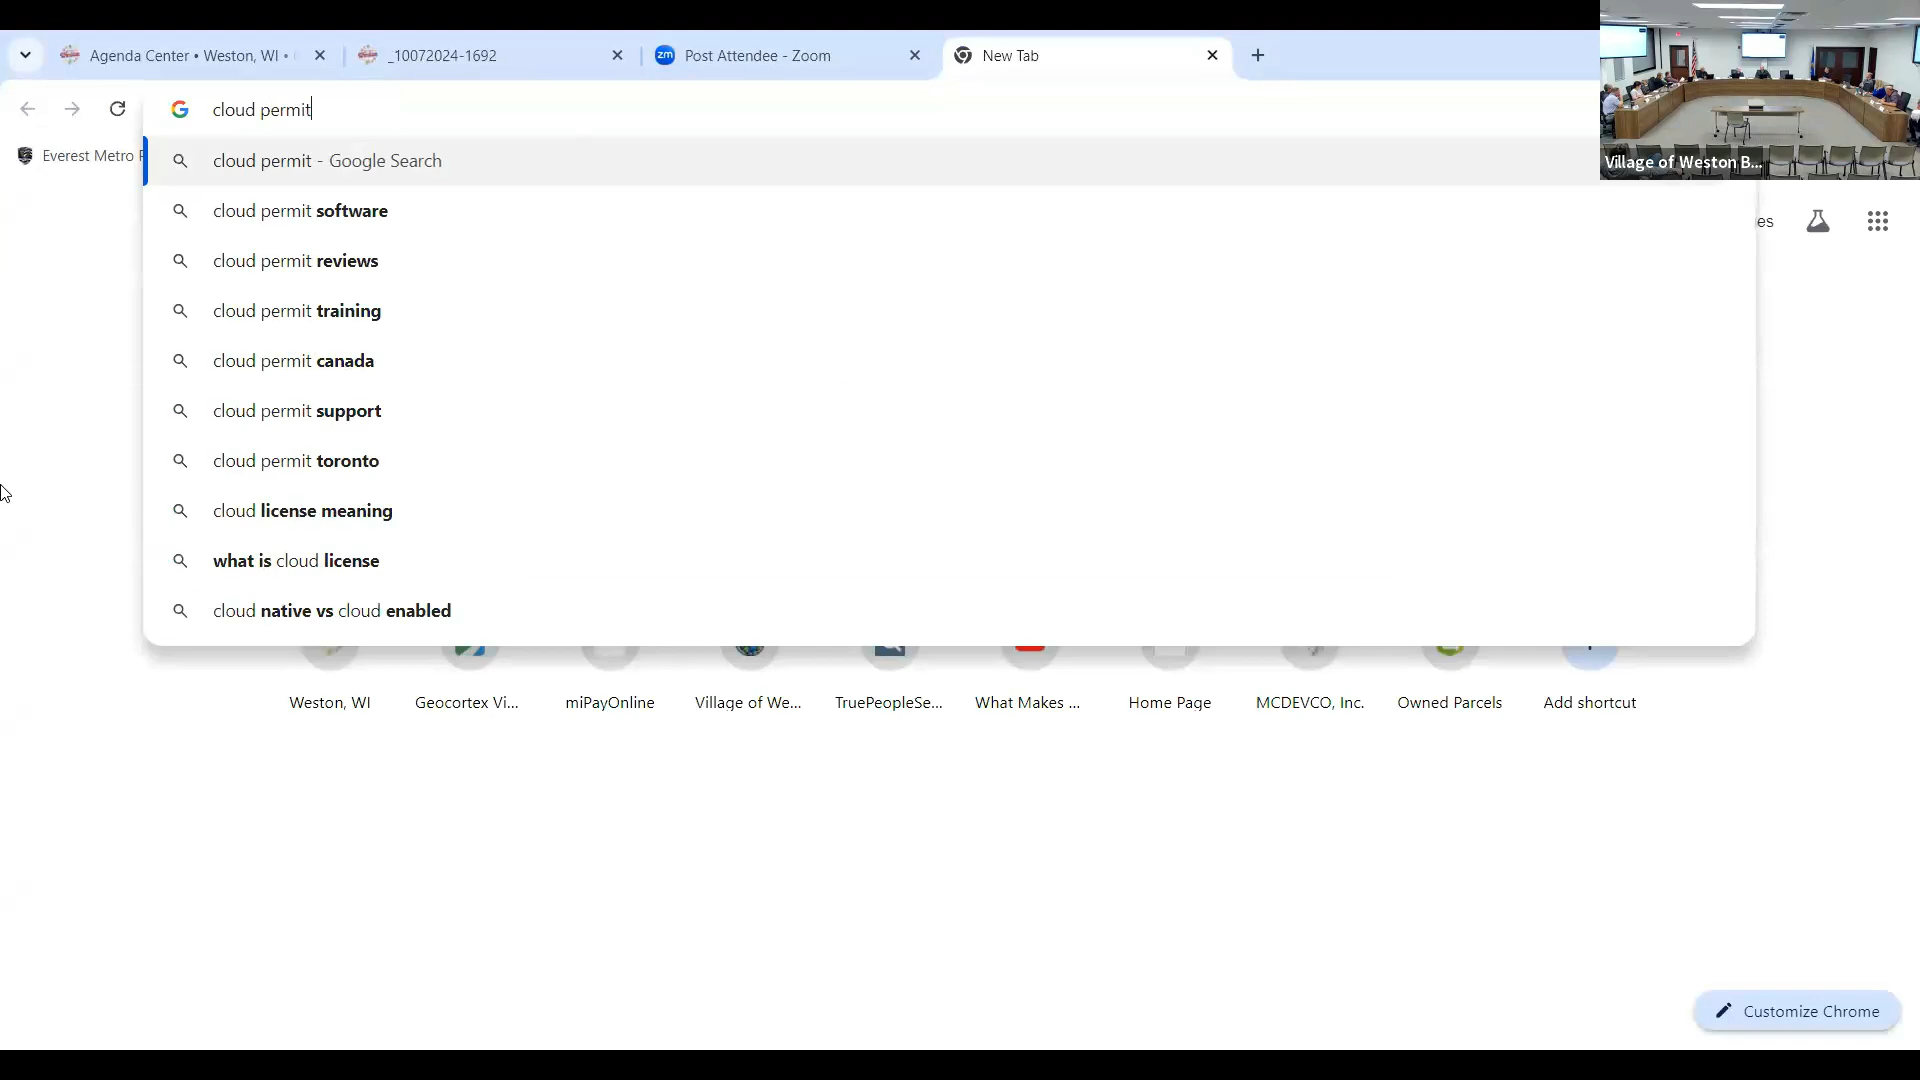 Agenda Center • Weston, WI •
_10072024-1692
zm Post Attendee - Zoom
New Tab
cloud permit
Everest Metro
cloud permit - Google Search
Village of Weston B...
cloud permit software
es
cloud permit reviews
cloud permit training
cloud permit canada
cloud permit support
cloud permit toronto
cloud license meaning
what is cloud license
cloud native vs cloud enabled
Weston, WI
Geocortex Vi...
miPayOnline
Village of We...
TruePeopleSe...
What Makes ...
Home Page
MCDEVCO, Inc.
Owned Parcels
Add shortcut
Customize Chrome